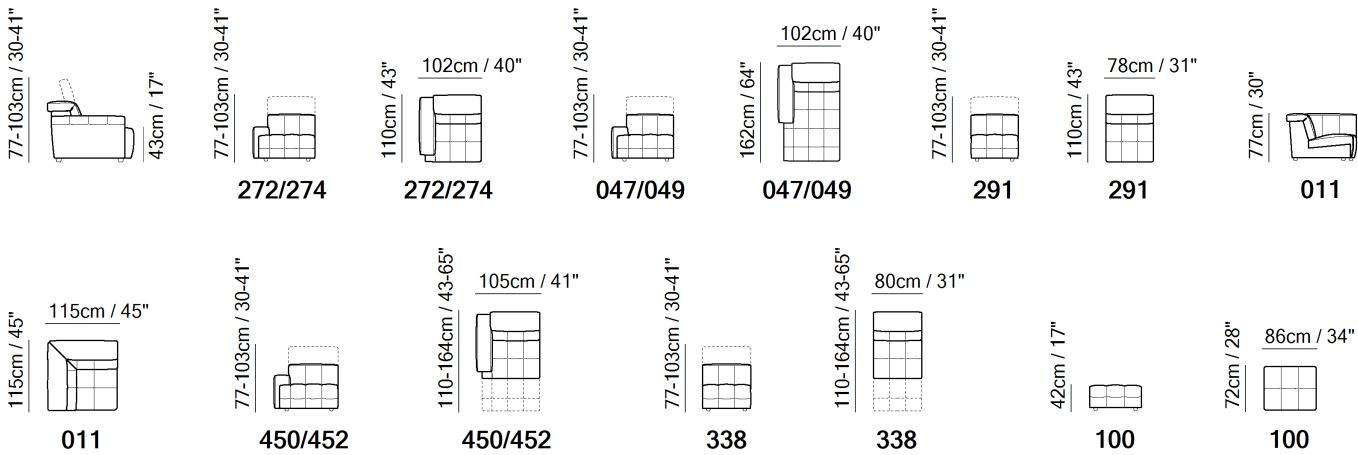 77-103cm / 30-41"
43cm / 17"
77-103cm / 30-41"
272/274
110cm / 43"
102cm / 40"
272/274
77-103cm / 30-41"
047/049
162cm / 64"
102cm / 40"
047/049
77-103cm / 30-41"
291
110cm / 43"
78cm / 31"
291
77cm / 30"
011
115cm / 45"
115cm / 45"
011
77-103cm / 30-41"
450/452
110-164cm / 43-65"
105cm / 41"
450/452
77-103cm / 30-41"
338
110-164cm / 43-65"
80cm / 31"
338
42cm / 17"
100
72cm / 28"
86cm / 34"
100